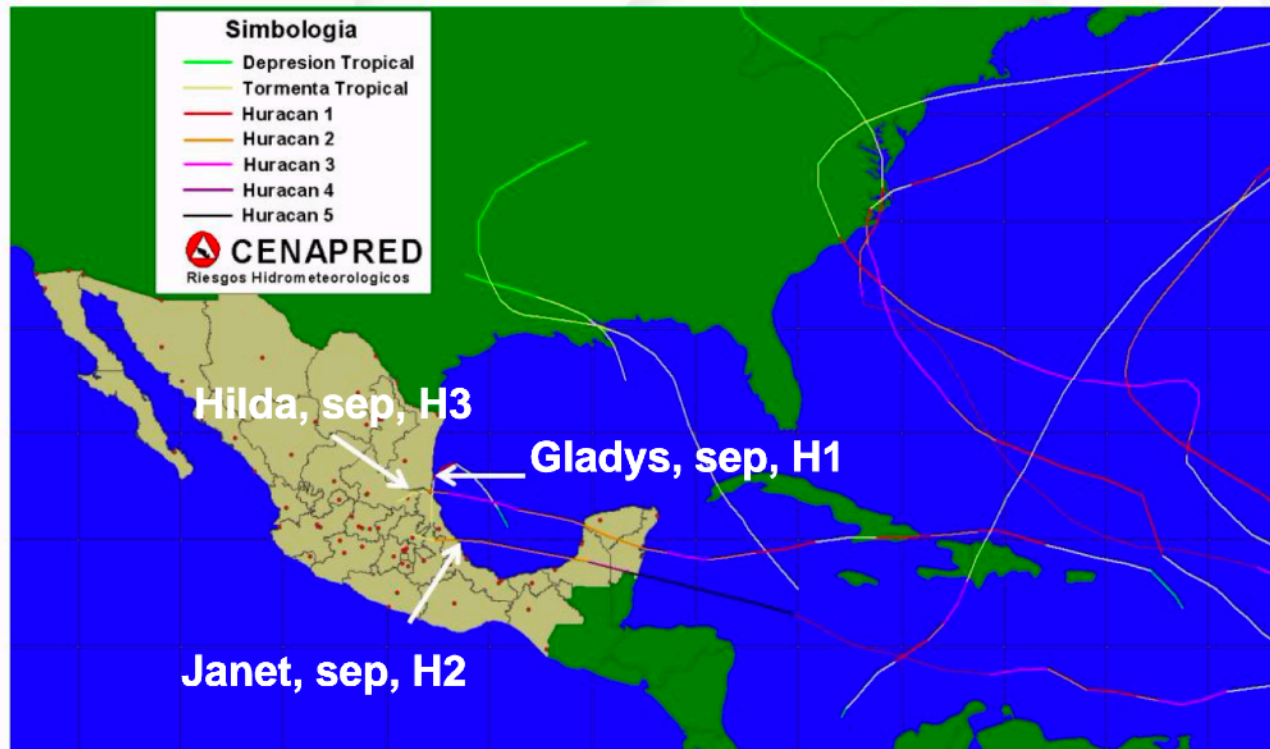 Simbologia
Depresion Tropical
Tormenta Tropical
Huracan 1
Huracan 2
Huracan 3
Huracan 4
Huracan 5
CENAPRED
Riesgos Hidrometeorologicos
Hilda, sep, H3
Gladys, sep, H1
Janet, sep, H2